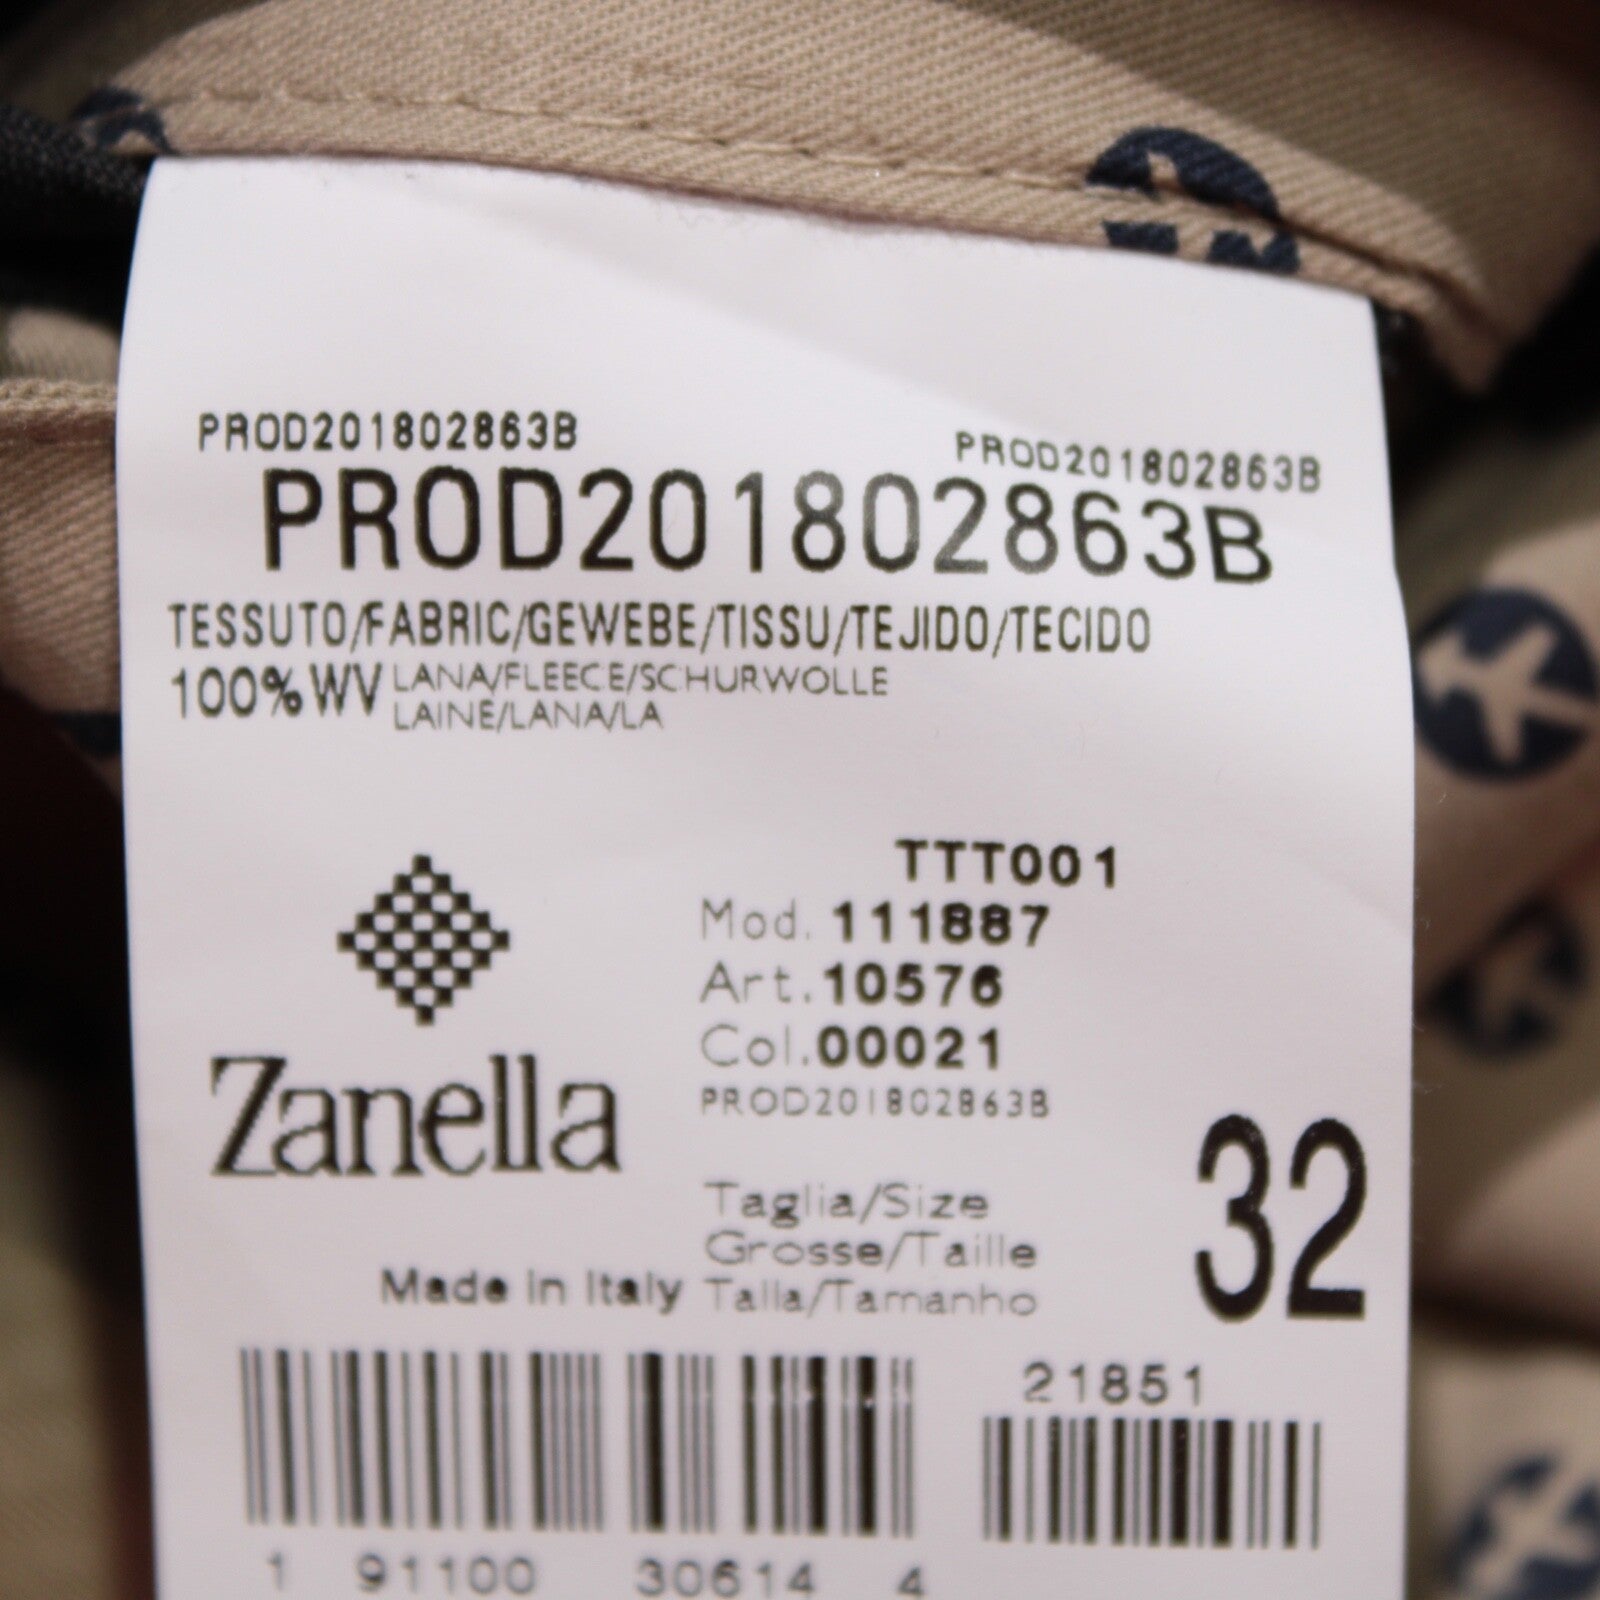 PROD201802863B
PROD201802863B
PROD201802863B
TESSUTO/FABRIC/GEWEBE/TISSU/TEJIDO/TECIDO
100%WV LANA/FLEECE/SCHURWOLLE
LAINE/LANA/LA
TTT001
Mod. 111887
Art. 10576
Col. 00021
PROD201802863B
Zanella
Taglia/Size
Grosse/Taille
Talla/Tamanho
32
Made in Italy
21851
1 91100 30614 4